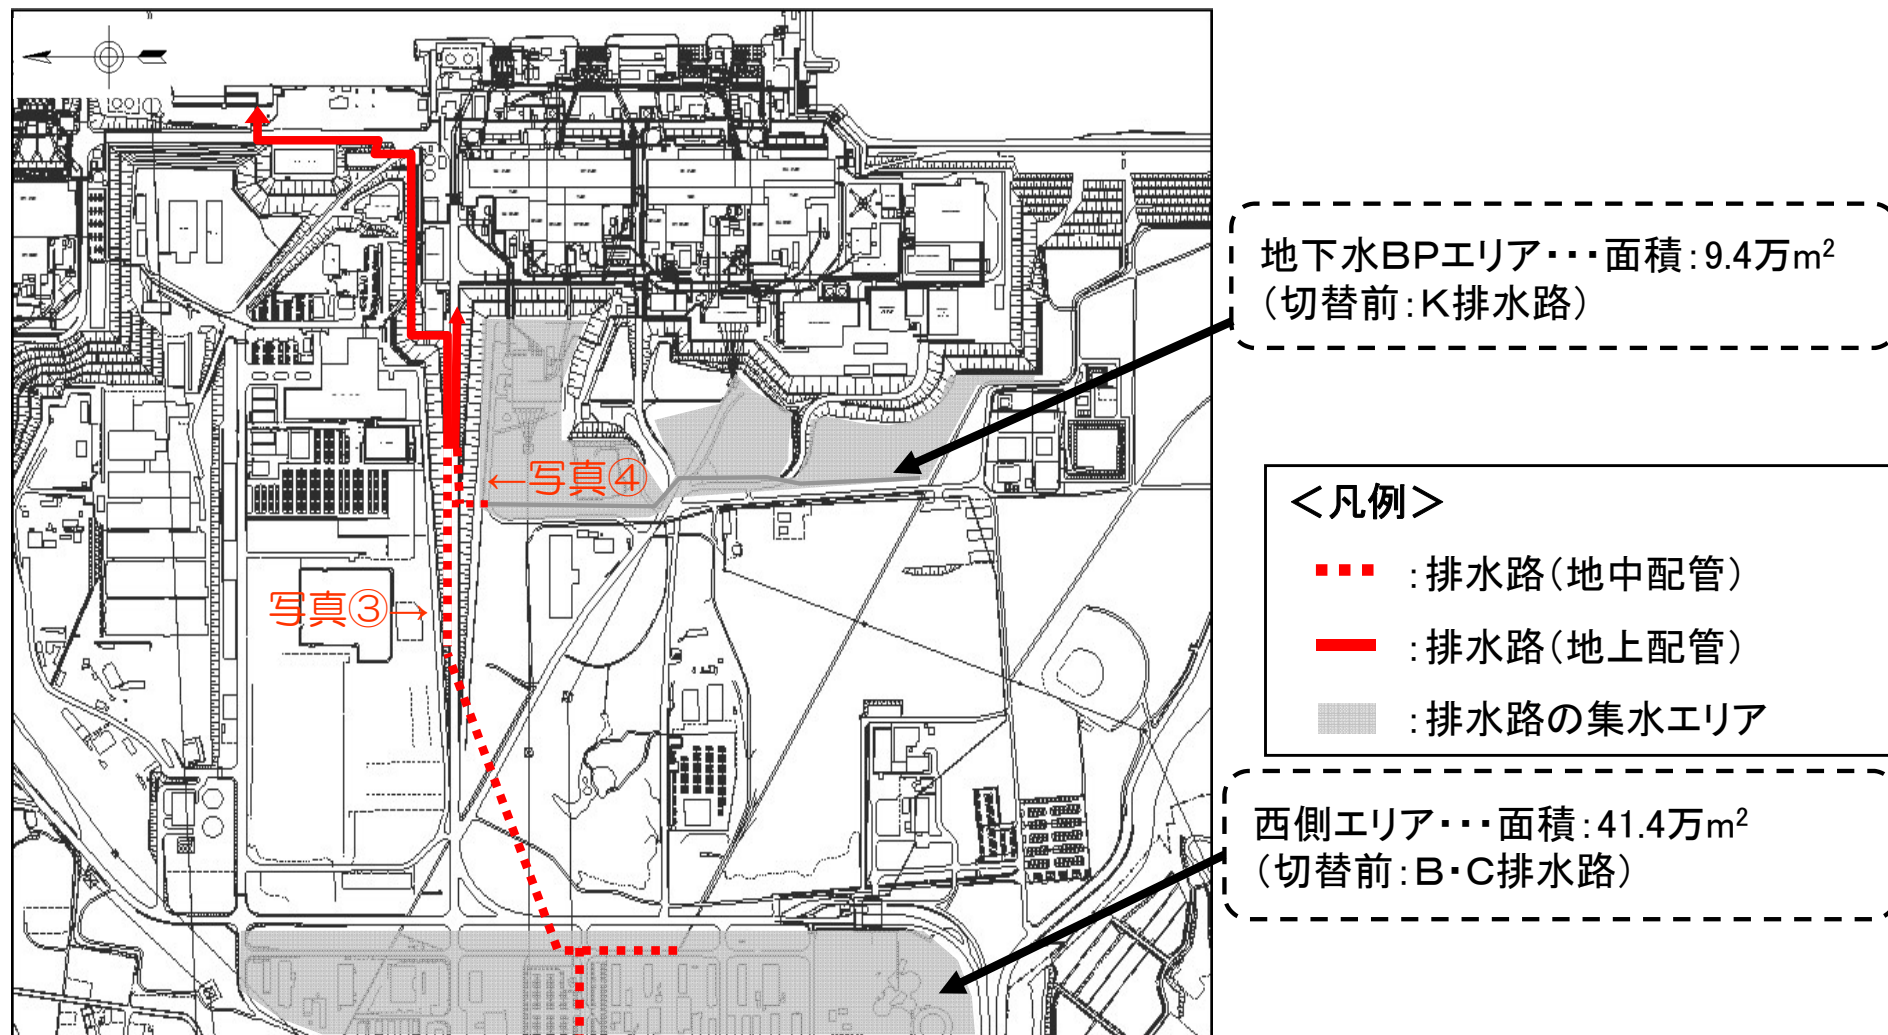 地下水BPエリア・・・面積:9.4万m²
(切替前:K排水路)
←写真④
<凡例>
:排水路(地中配管)
写真③→
:排水路(地上配管)
:排水路の集水エリア
西側エリア・・・面積:41.4万m²
(切替前:B・C排水路)